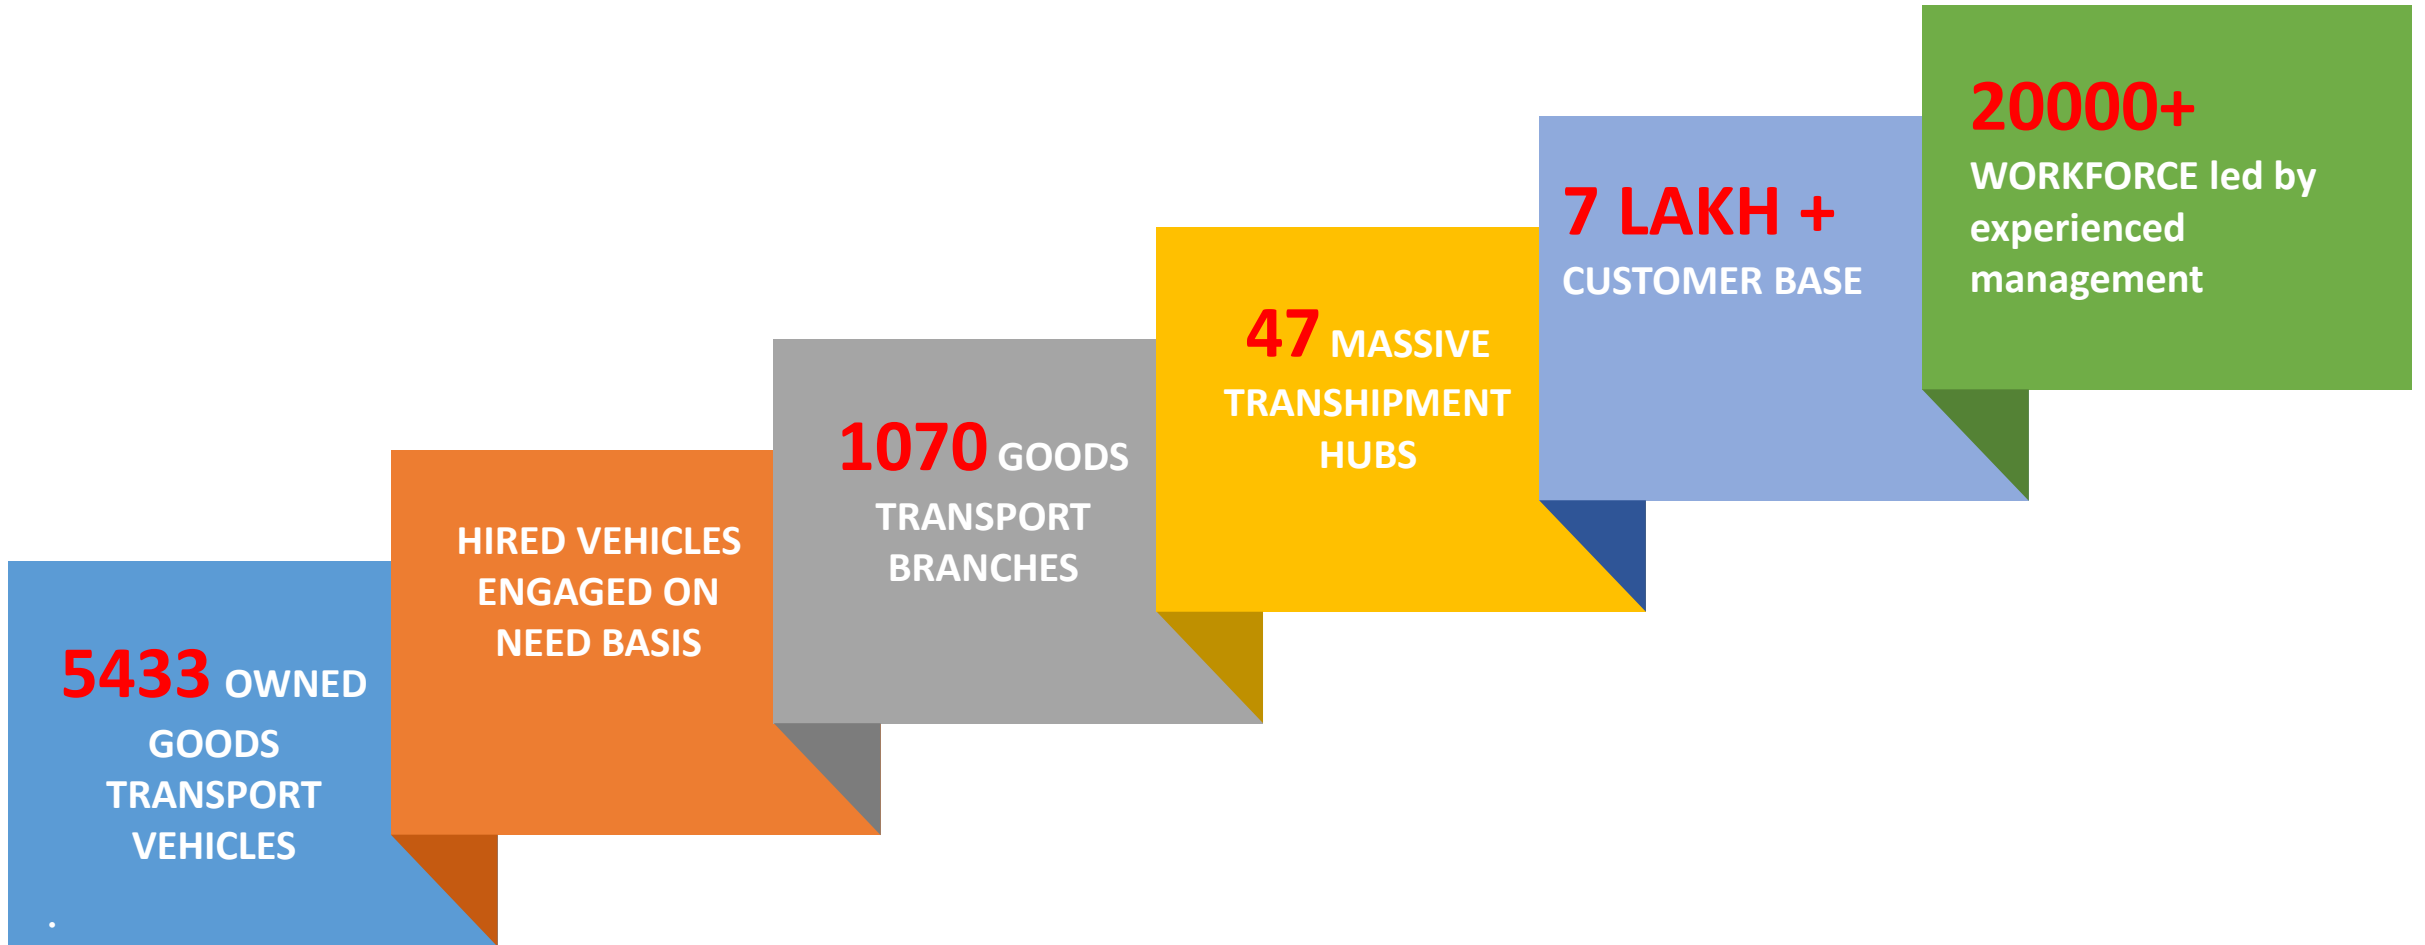 5433 OWNED
GOODS
TRANSPORT
VEHICLES
.
HIRED VEHICLES
ENGAGED ON
NEED BASIS
1070 GOODS
TRANSPORT
BRANCHES
47 MASSIVE
TRANSHIPMENT
HUBS
7 LAKH +
CUSTOMER BASE
20000+
WORKFORCE led by
experienced
management